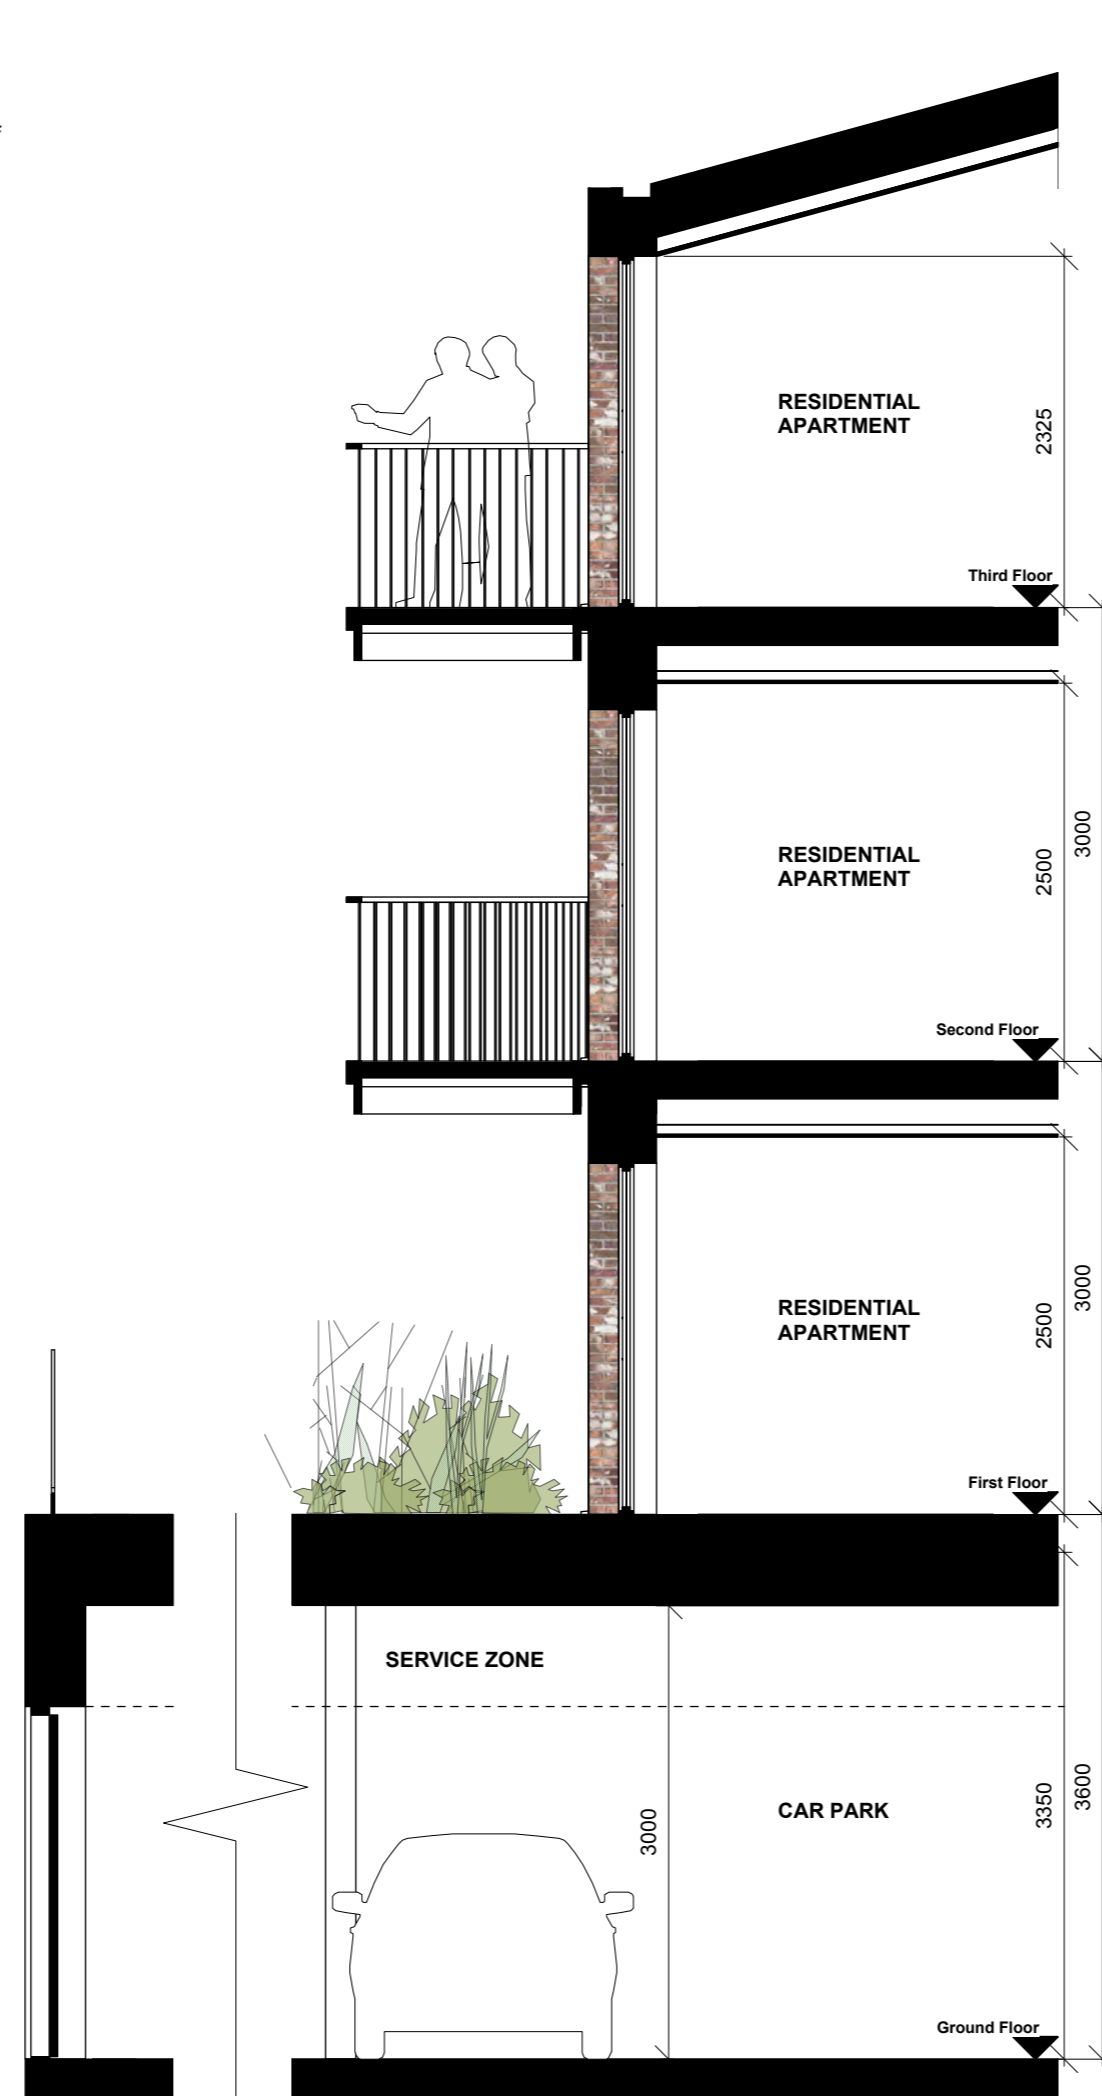 RESIDENTIAL
APARTMENT
2325
Third Floor
RESIDENTIAL
APARTMENT
2500
3000
Second Floor
RESIDENTIAL
APARTMENT
2500
3000
First Floor
SERVICE ZONE
CAR PARK
3000
3350
3600
Ground Floor